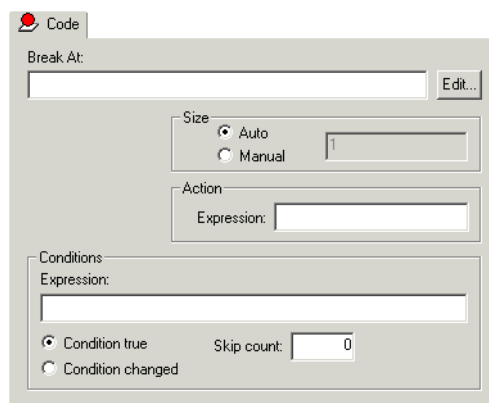 Code
Break At:
Edit...
Size
Auto
1
Manual
Action
Expression:
Conditions
Expression:
Condition true
Skip count: 0
Condition changed